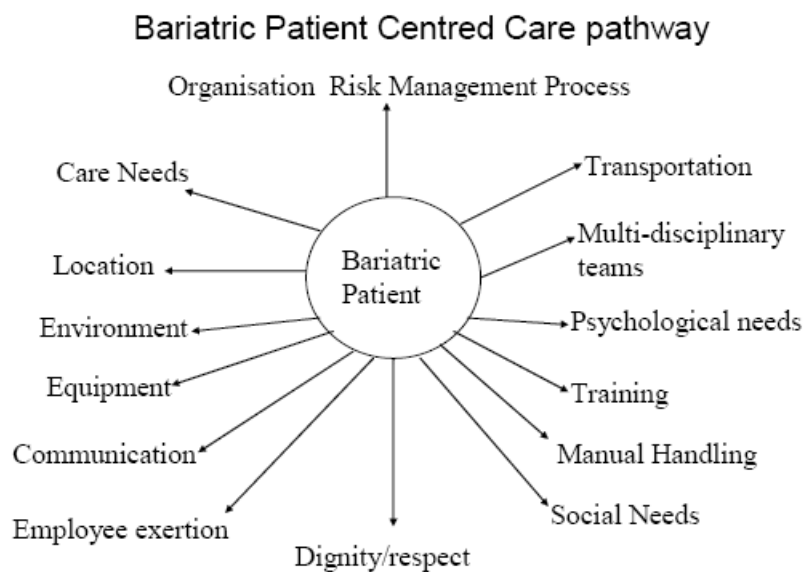 Bariatric Patient Centred Care pathway
Organisation  Risk Management Process
Care Needs
Transportation
Multi-disciplinary
teams
Location
Bariatric
Patient
Environment
Psychological needs
Equipment
Training
Communication
Manual Handling
Employee exertion
Social Needs
Dignity/respect